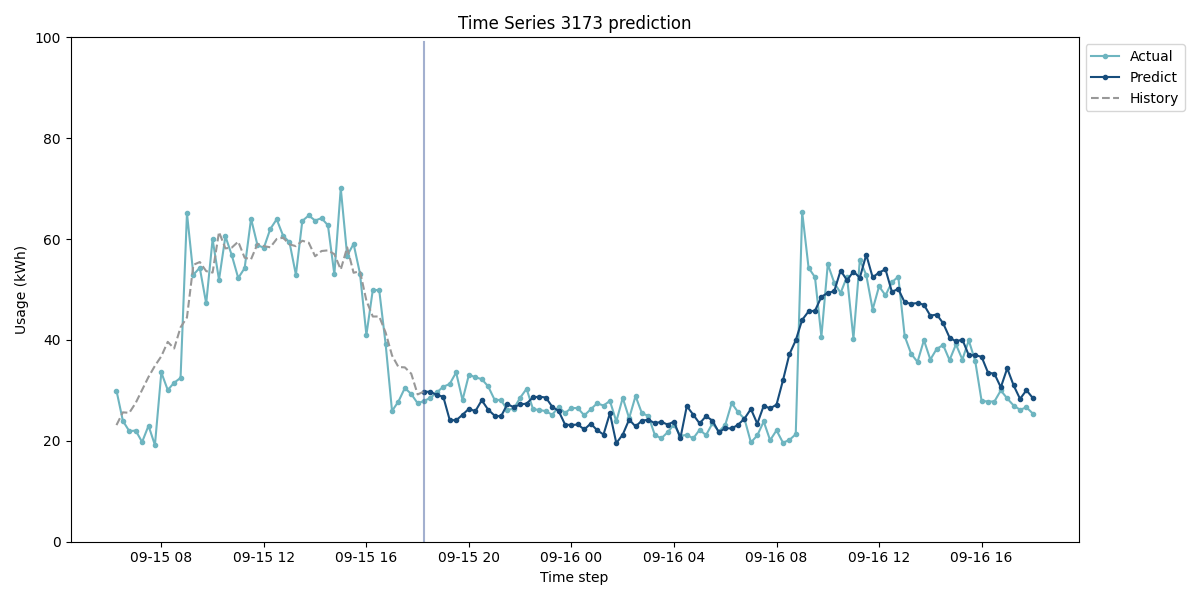 Time Series 3173 prediction
100
80
60
40
20
0
Usage (kWh)
09-15 08
09-15 12
09-15 16
09-15 20
09-16 00
09-16 04
09-16 08
09-16 12
09-16 16
Time step
Actual
Predict
History